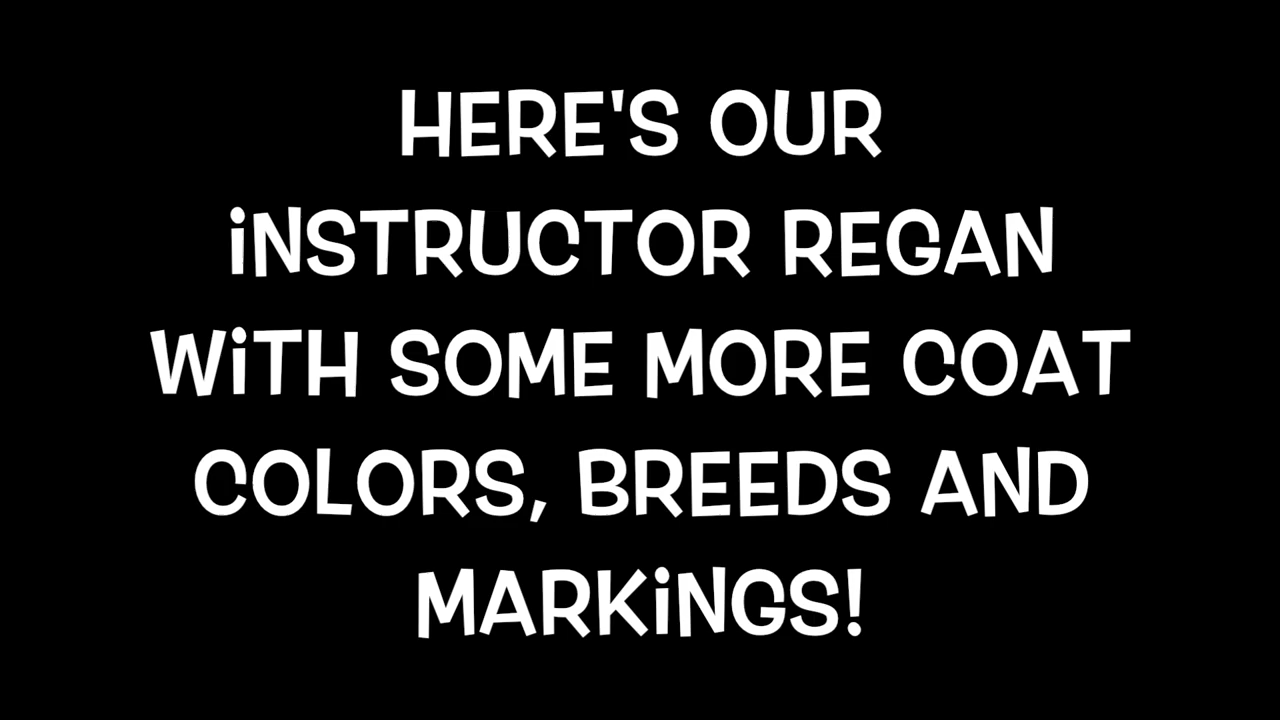 HERE'S OUR
iNSTRUCTOR REGAN
WiTH SOME MORE COAT
COLORS, BREEDS AND
MARKiNGS!